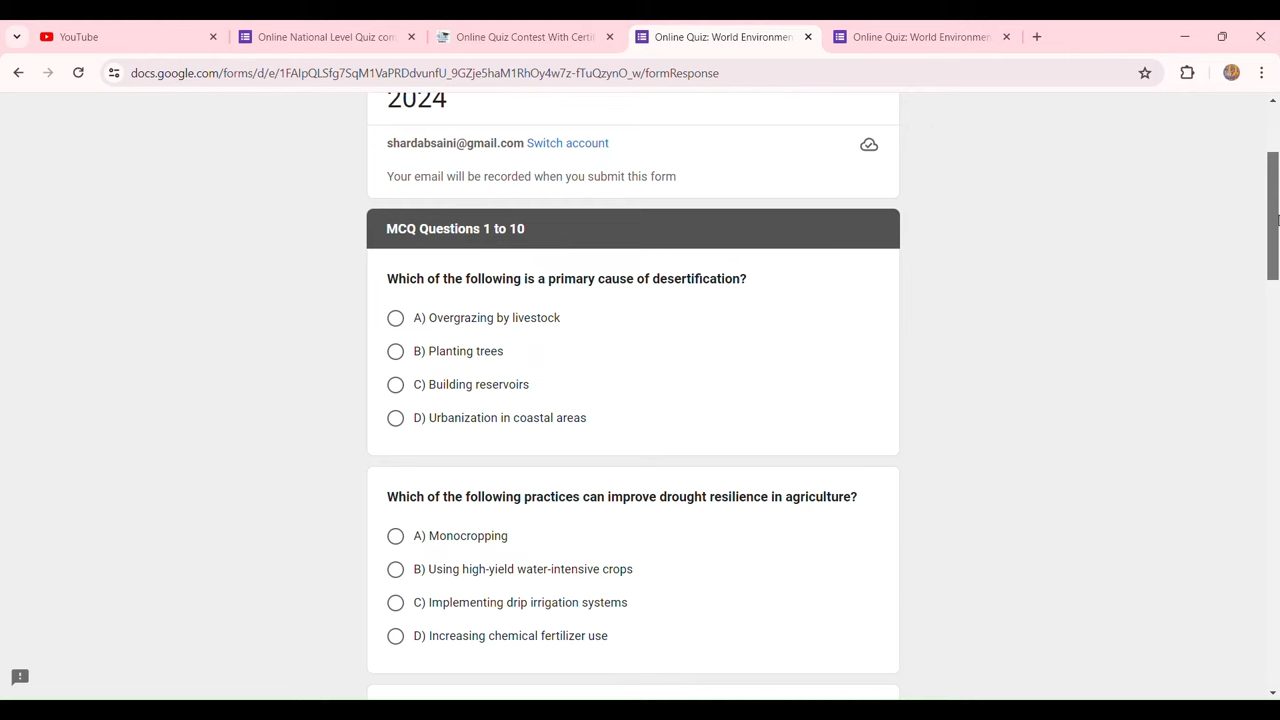 YouTube
Online National Level Quiz con
Online Quiz Contest With Certif
Online Quiz: World Environmen
Online Quiz: World Environmen
docs.google.com/forms/d/e/1FAIpQLSfg7SqM1VaPRDdvunfU_9GZje5haM1RhOy4w7z-fTuQzynO_w/formResponse
2024
shardabsaini@gmail.com Switch account
Your email will be recorded when you submit this form
MCQ Questions 1 to 10
Which of the following is a primary cause of desertification?
A) Overgrazing by livestock
B) Planting trees
C) Building reservoirs
D) Urbanization in coastal areas
Which of the following practices can improve drought resilience in agriculture?
A) Monocropping
B) Using high-yield water-intensive crops
C) Implementing drip irrigation systems
D) Increasing chemical fertilizer use